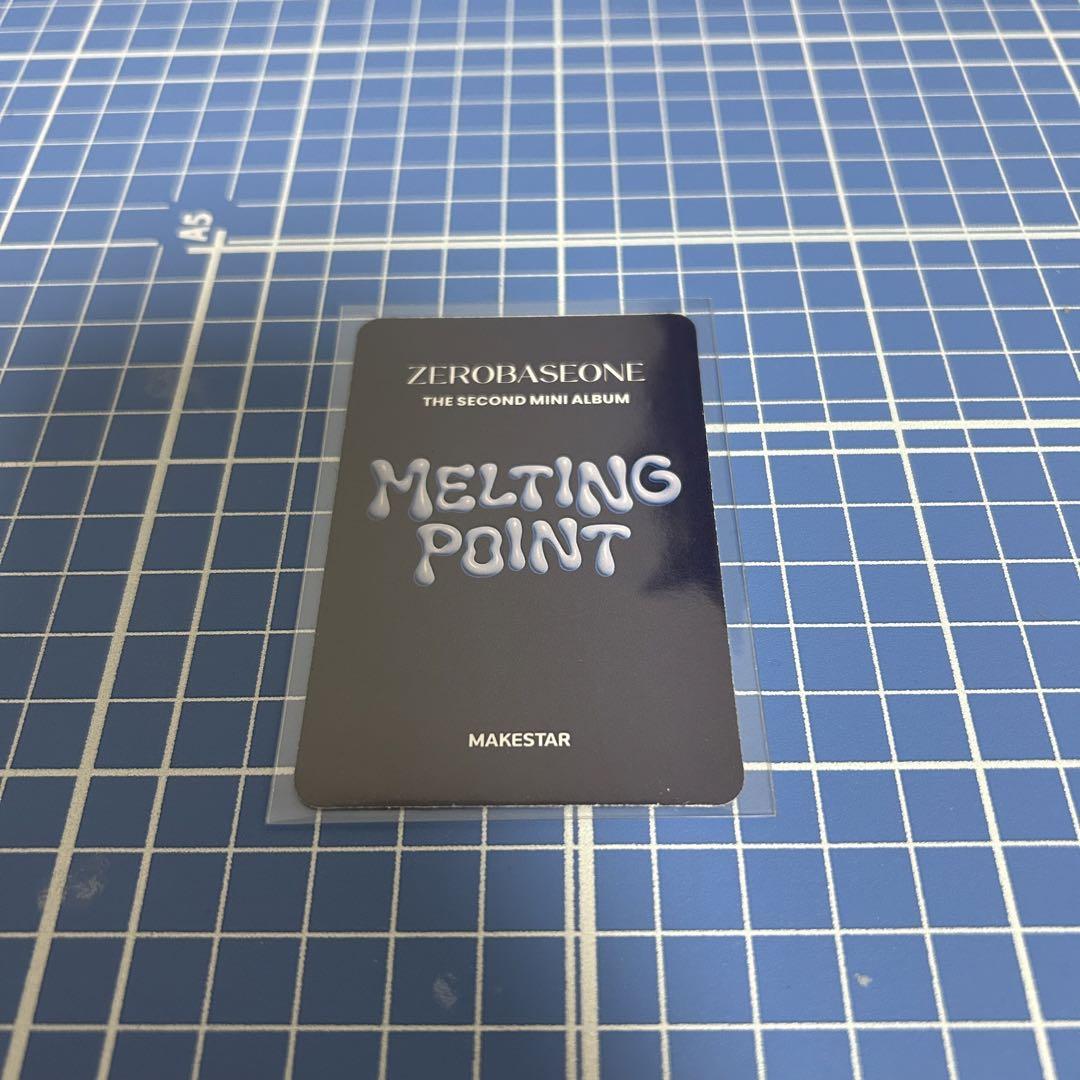 A5
ZEROBASEONE
THE SECOND MINI ALBUM
MELTING
POINT
MAKESTAR